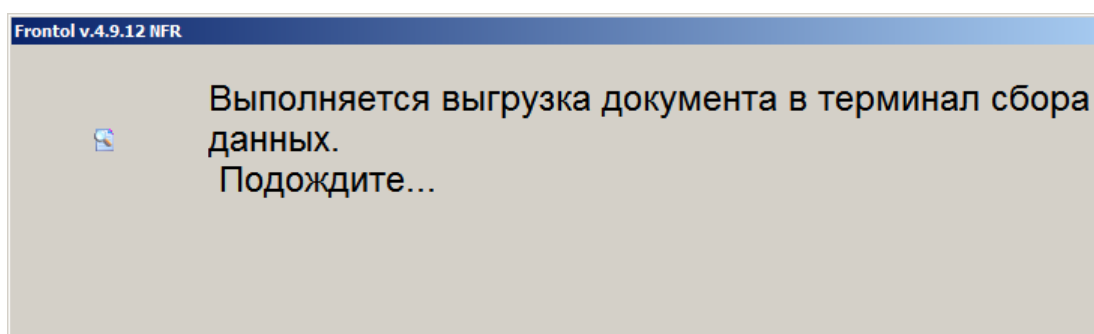 Frontol v.4.9.12 NFR
Выполняется выгрузка документа в терминал сбора
данных.
Подождите...